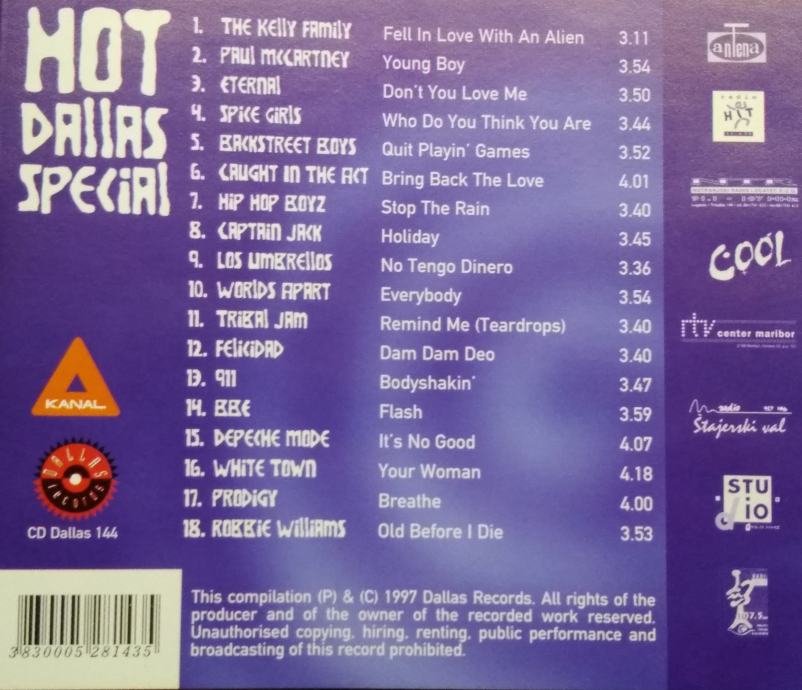 HOT
DALLAS
SPECIAL
1. THE KELLY FAMILY Fell In Love With An Alien 3.11
2. PAUL McCARTNEY Young Boy 3.54
3. ETERNAL Don't You Love Me 3.50
4. SPICE GIRLS Who Do You Think You Are 3.44
5. BACKSTREET BOYS Quit Playin' Games 3.52
6. CAUGHT IN THE ACT Bring Back The Love 4.01
7. HIP HOP BOYZ Stop The Rain 3.40
8. CAPTAIN JACK Holiday 3.45
9. LOS UMBRELLOS No Tengo Dinero 3.36
10. WORLDS APART Everybody 3.54
11. TRIBAL JAM Remind Me (Teardrops) 3.40
12. FELICIDAD Dam Dam Deo 3.40
13. 911 Bodyshakin' 3.47
14. BBE Flash 3.59
15. DEPECHE MODE It's No Good 4.07
16. WHITE TOWN Your Woman 4.18
17. PRODIGY Breathe 4.00
18. ROBBIE WILLIAMS Old Before I Die 3.53
KANAL
DALLAS
records
CD Dallas 144
3830005281435
This compilation (P) & (C) 1997 Dallas Records. All rights of the
producer and of the owner of the recorded work reserved.
Unauthorised copying, hiring, renting, public performance and
broadcasting of this record prohibited.
antena
RADIO
HIT
COOL
rtv center maribor
radio
Štajerski val
STU
dio
107.5